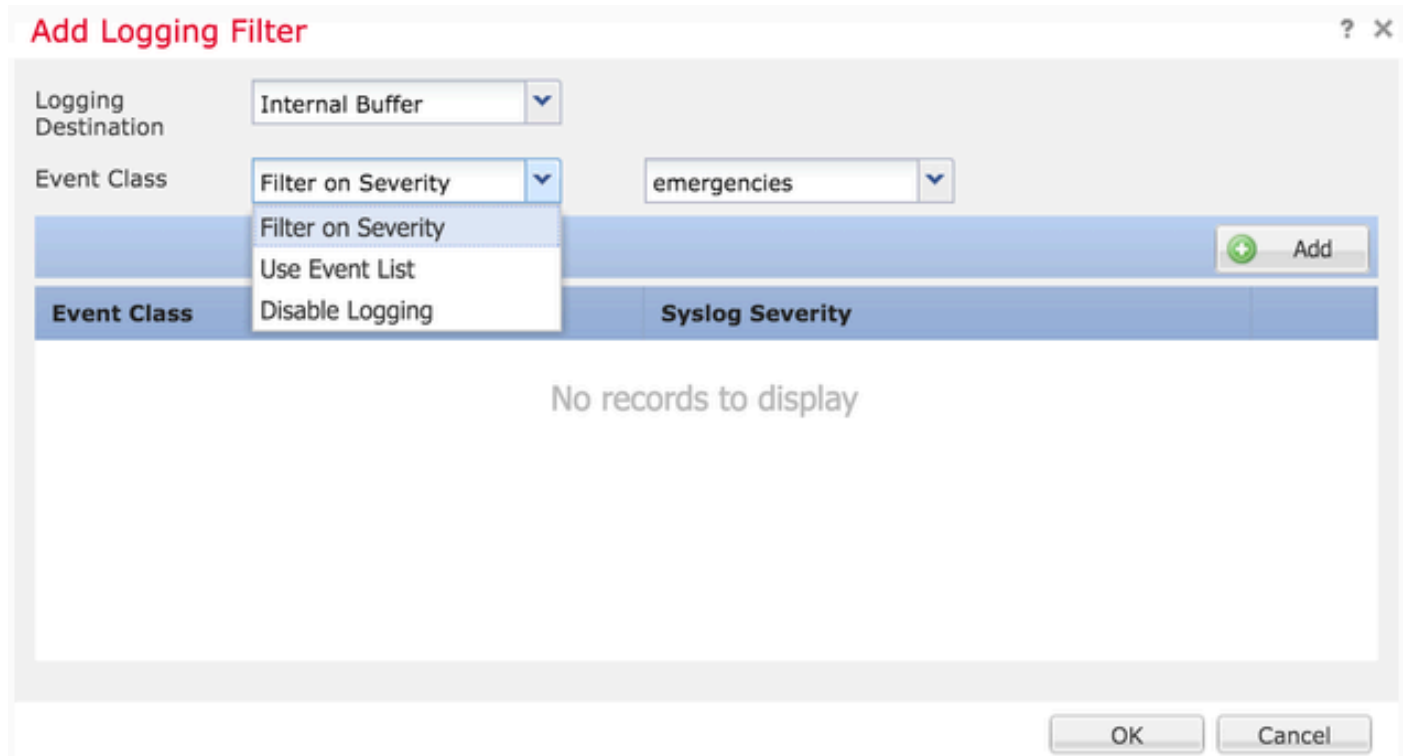 Add Logging Filter
? ×
Logging
Destination
Internal Buffer
Event Class
Filter on Severity
emergencies
Filter on Severity
Use Event List
Disable Logging
Add
Event Class
Syslog Severity
No records to display
OK
Cancel